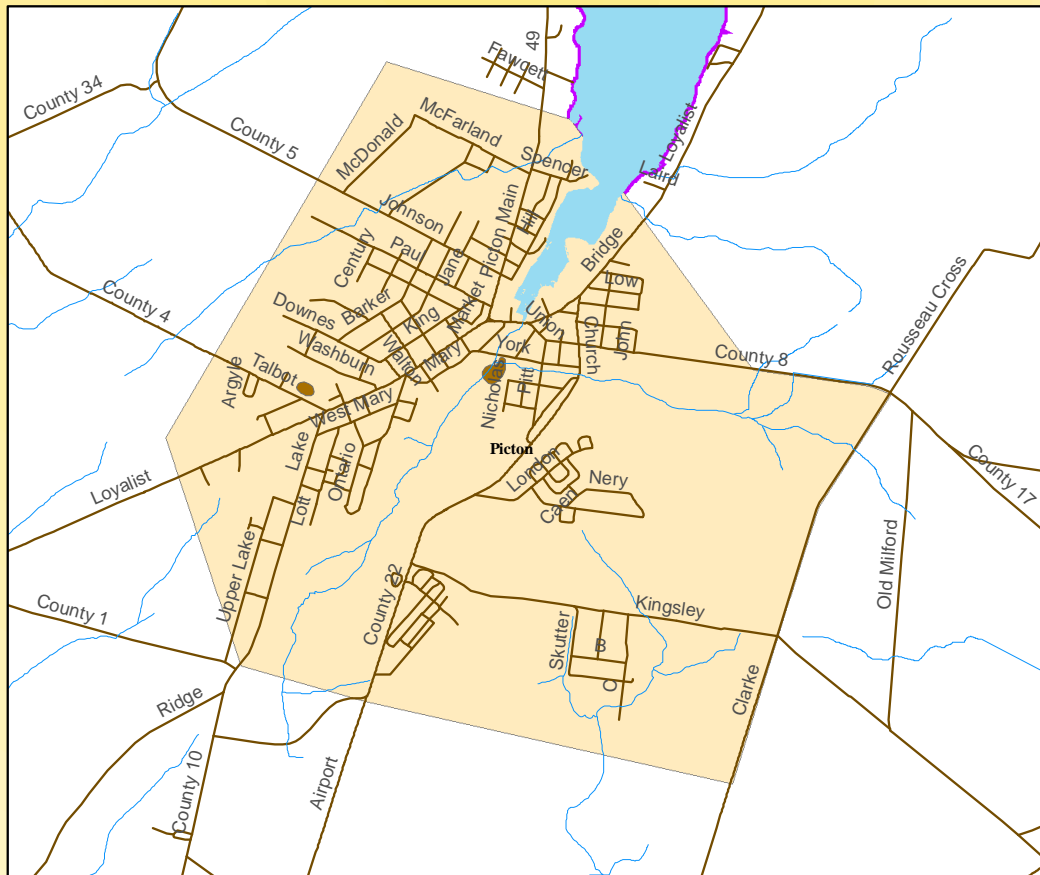 49
Fawcett
County 34
McFarland
Loyalist
County 5
McDonald
Spencer
Laird
Johnson
Picton Main
Hill
Paul
Century
Jane
Bridge
Low
Rousseau Cross
County 4
Downes
Barker
King
Market
Union
Church
John
Washburn
Walton
Mary
York
County 8
Argyle
Talbot
Nicholas
Pitt
West Mary
Lake
Ontario
Picton
London
Nery
Caen
County 17
Loyalist
Lott
Upper Lake
Old Milford
County 1
County 22
Kingsley
Skutter
B
C
Clarke
Ridge
County 10
Airport